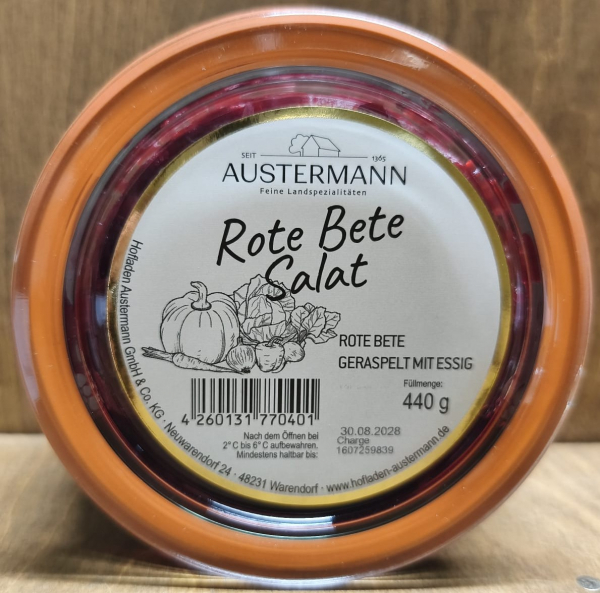 SEIT 1365
AUSTERMANN
Feine Landspezialitäten
Rote Bete
Salat
ROTE BETE
GERASPELT MIT ESSIG
Füllmenge:
440 g
4 260131 770401
Nach dem Öffnen bei
2° C bis 6° C aufbewahren.
Mindestens haltbar bis:
30.08.2028
Charge
1607259839
Hofladen Austermann GmbH & Co. KG · Neuwarendorf 24 · 48231 Warendorf · www.hofladen-austermann.de